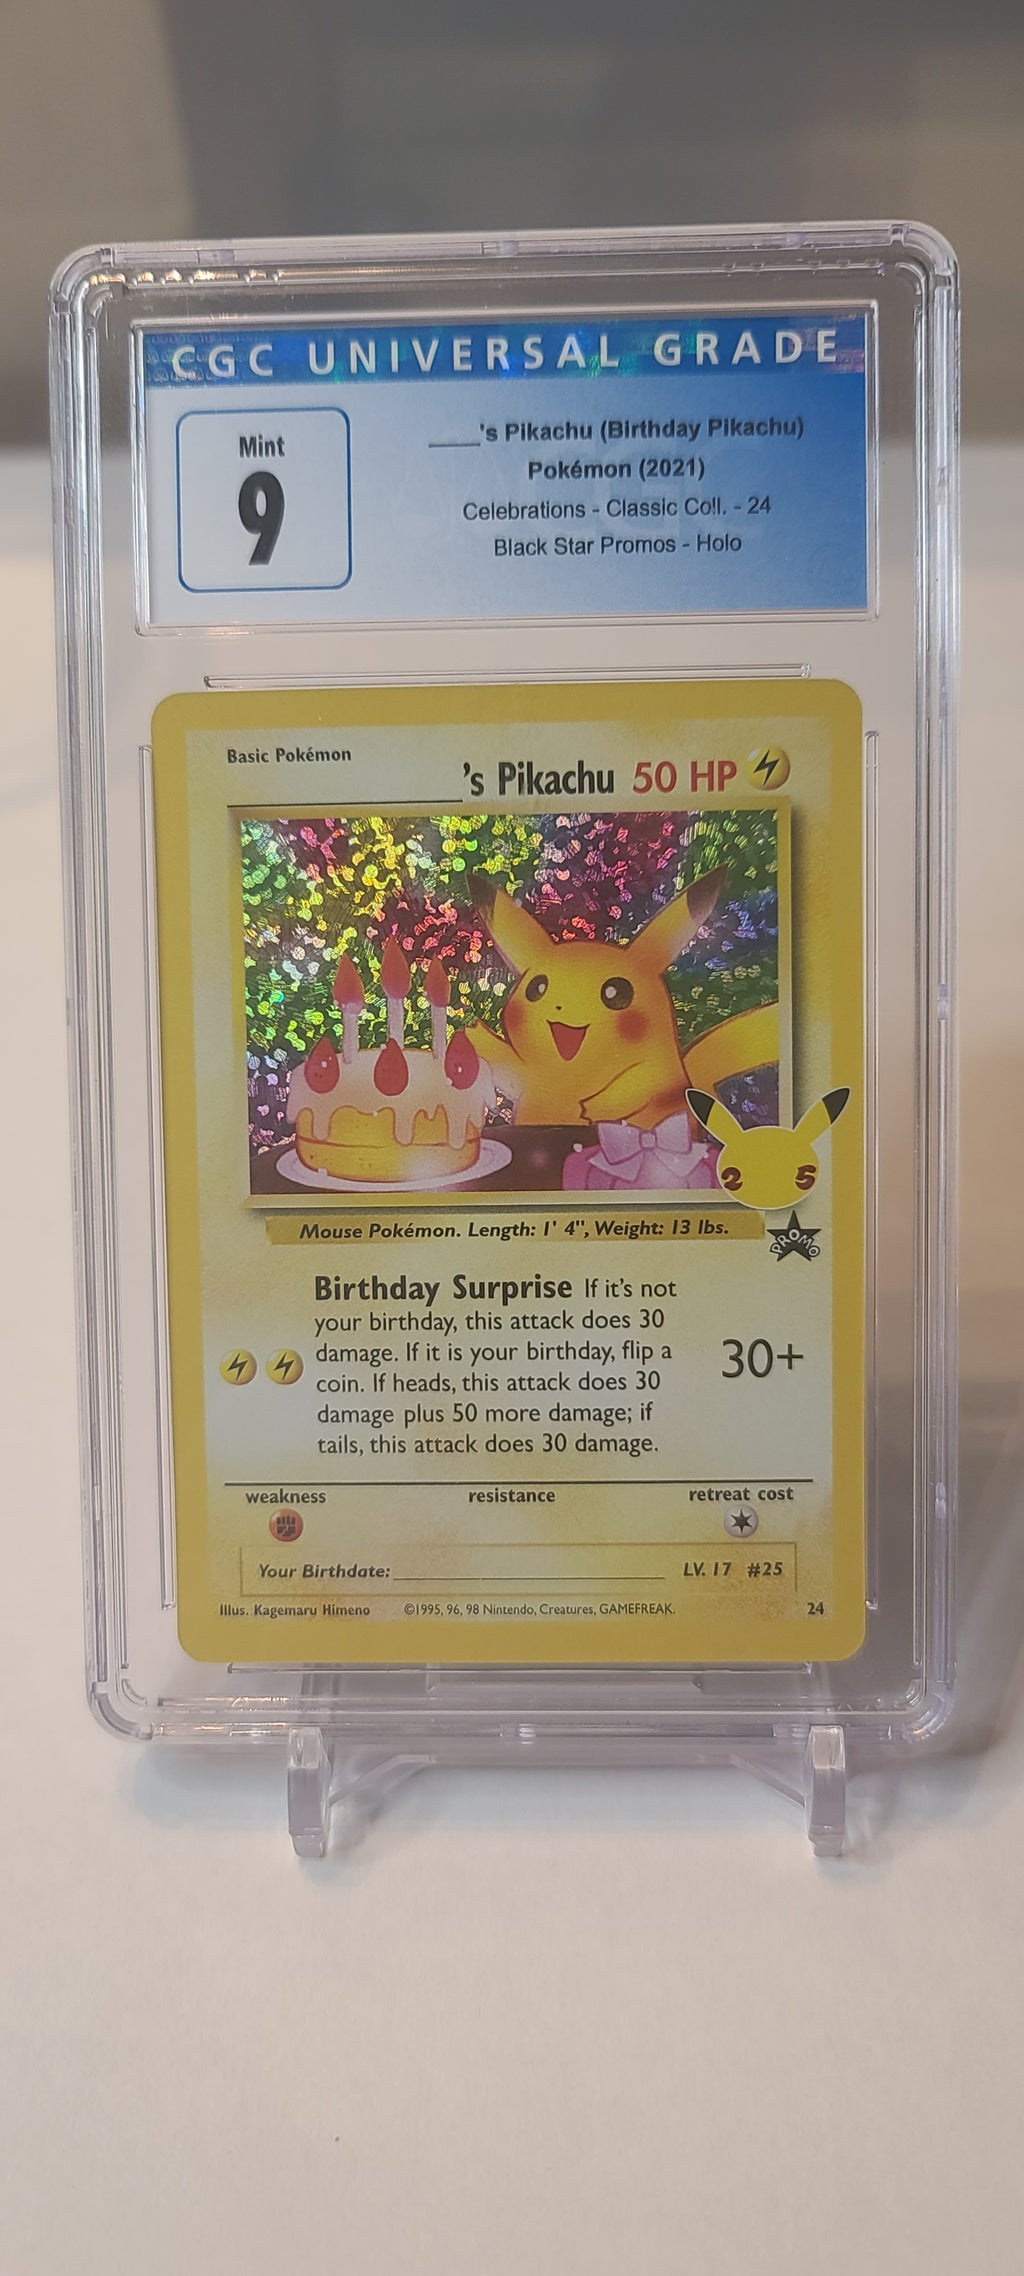 CGC UNIVERSAL GRADE
Mint
9
____'s Pikachu (Birthday Pikachu)
Pokémon (2021)
Celebrations - Classic Coll. - 24
Black Star Promos - Holo
Basic Pokémon
____________'s Pikachu 50 HP
25
Mouse Pokémon. Length: 1' 4", Weight: 13 lbs.
PROMO
Birthday Surprise If it's not
your birthday, this attack does 30
damage. If it is your birthday, flip a
coin. If heads, this attack does 30
damage plus 50 more damage; if
tails, this attack does 30 damage.
30+
weakness resistance retreat cost
Your Birthdate:____________________ LV. 17 #25
Illus. Kagemaru Himeno ©1995, 96, 98 Nintendo, Creatures, GAMEFREAK. 24